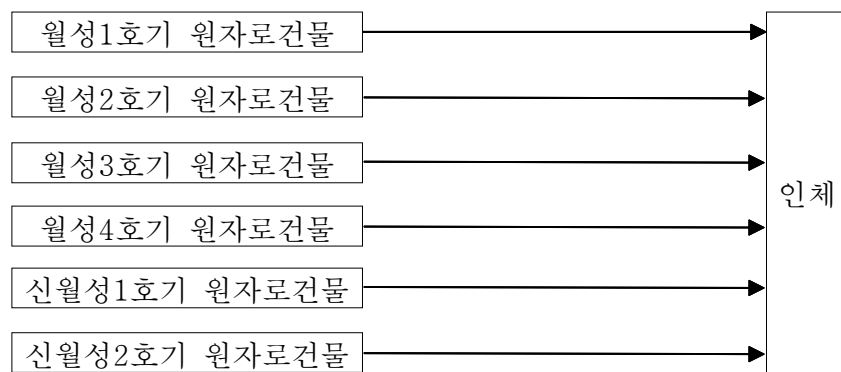 월성1호기 원자로건물
월성2호기 원자로건물
월성3호기 원자로건물
월성4호기 원자로건물
신월성1호기 원자로건물
신월성2호기 원자로건물
인체